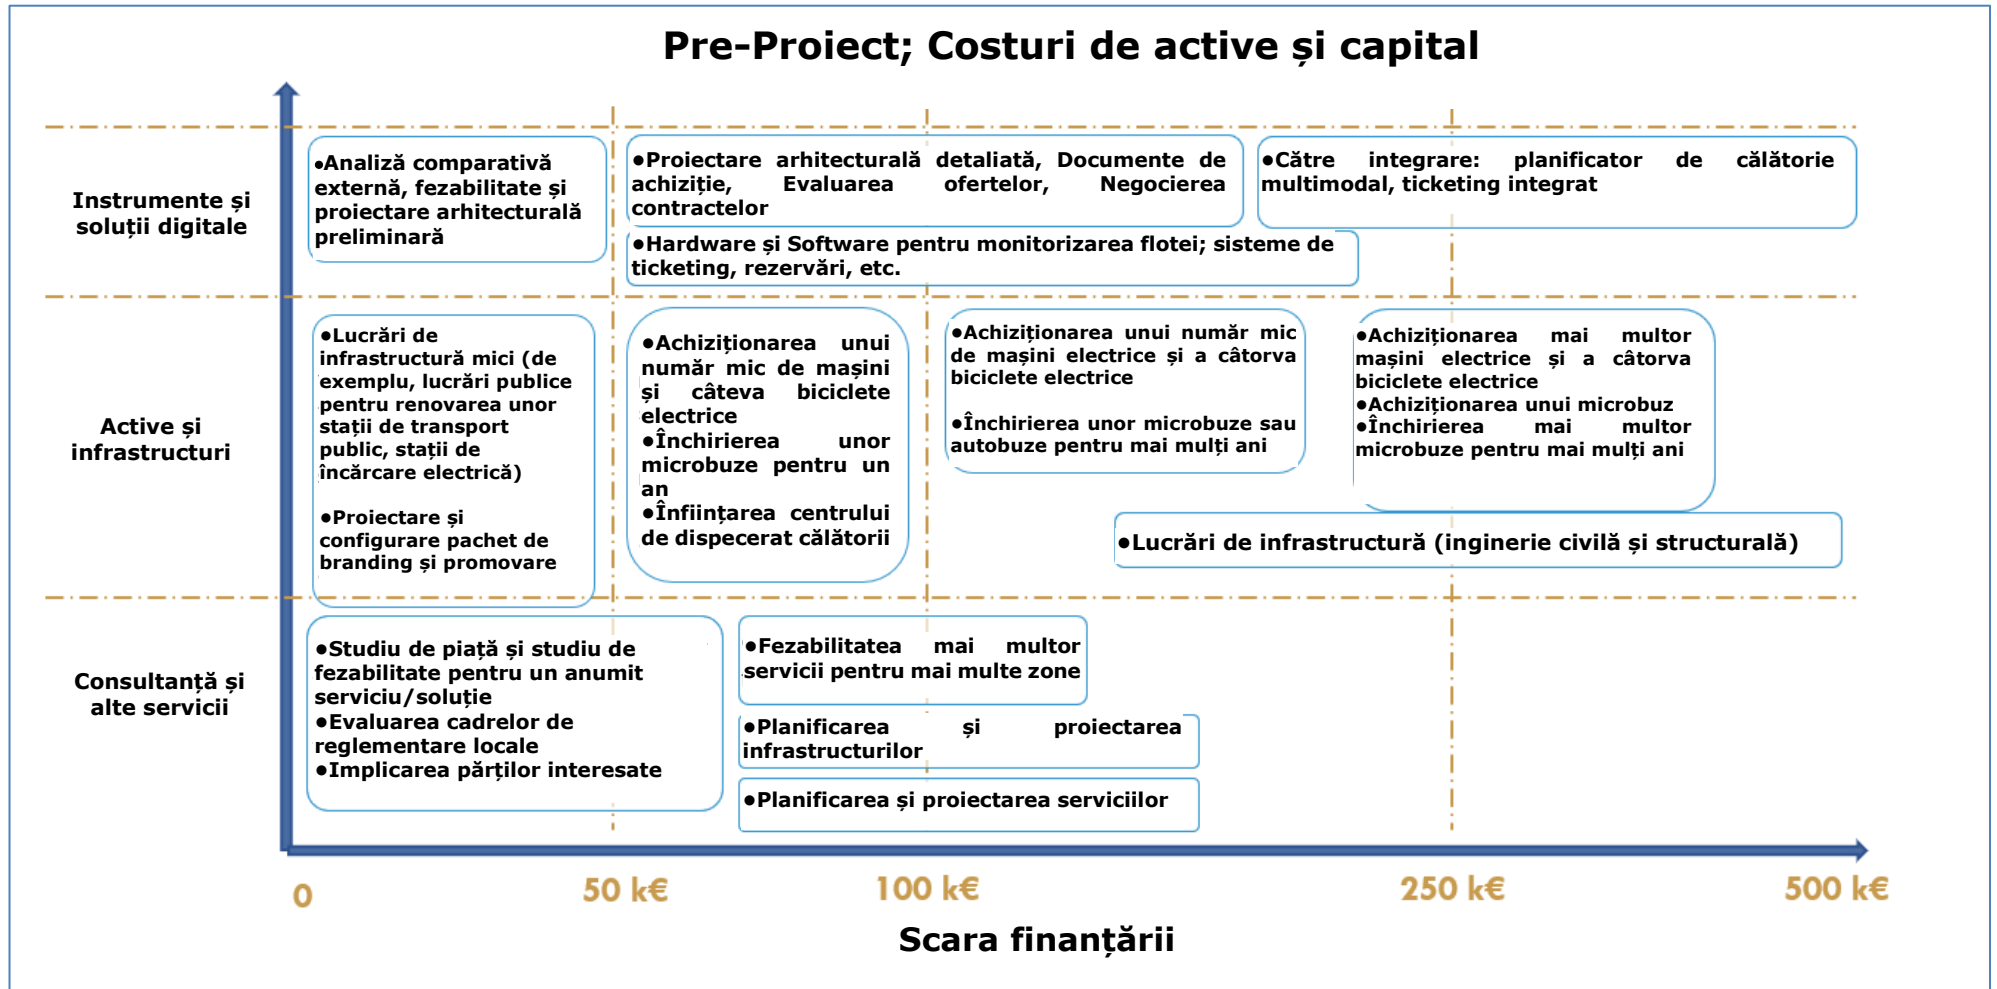 Pre-Proiect; Costuri de active și capital
Instrumente și
soluții digitale
●Analiză comparativă
externă, fezabilitate și
proiectare arhitecturală
preliminară
●Proiectare arhitecturală detaliată, Documente de
achiziție, Evaluarea ofertelor, Negocierea
contractelor
●Către integrare: planificator de călătorie
multimodal, ticketing integrat
●Hardware și Software pentru monitorizarea flotei; sisteme de
ticketing, rezervări, etc.
Active și
infrastructuri
●Lucrări de
infrastructură mici (de
exemplu, lucrări publice
pentru renovarea unor
stații de transport
public, stații de
încărcare electrică)
●Proiectare și
configurare pachet de
branding și promovare
●Achiziționarea unui
număr mic de mașini
și câteva biciclete
electrice
●Închirierea unor
microbuze pentru un
an
●Înființarea centrului
de dispecerat călătorii
●Achiziționarea unui număr mic
de mașini electrice și a câtorva
biciclete electrice
●Închirierea unor microbuze sau
autobuze pentru mai mulți ani
●Achiziționarea mai multor
mașini electrice și a câtorva
biciclete electrice
●Achiziționarea unui microbuz
●Închirierea mai multor
microbuze pentru mai mulți ani
●Lucrări de infrastructură (inginerie civilă și structurală)
Consultanță și
alte servicii
●Studiu de piață și studiu de
fezabilitate pentru un anumit
serviciu/soluție
●Evaluarea cadrelor de
reglementare locale
●Implicarea părților interesate
●Fezabilitatea mai multor
servicii pentru mai multe zone
●Planificarea și proiectarea
infrastructurilor
●Planificarea și proiectarea serviciilor
0
50 k€
100 k€
250 k€
500 k€
Scara finanțării